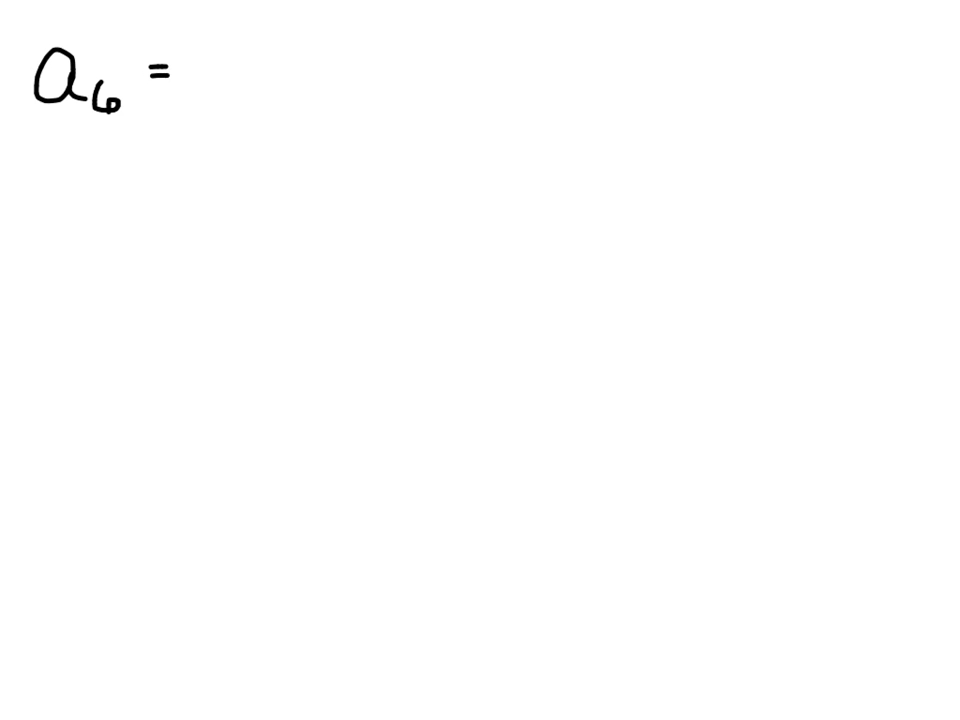 a₆ =